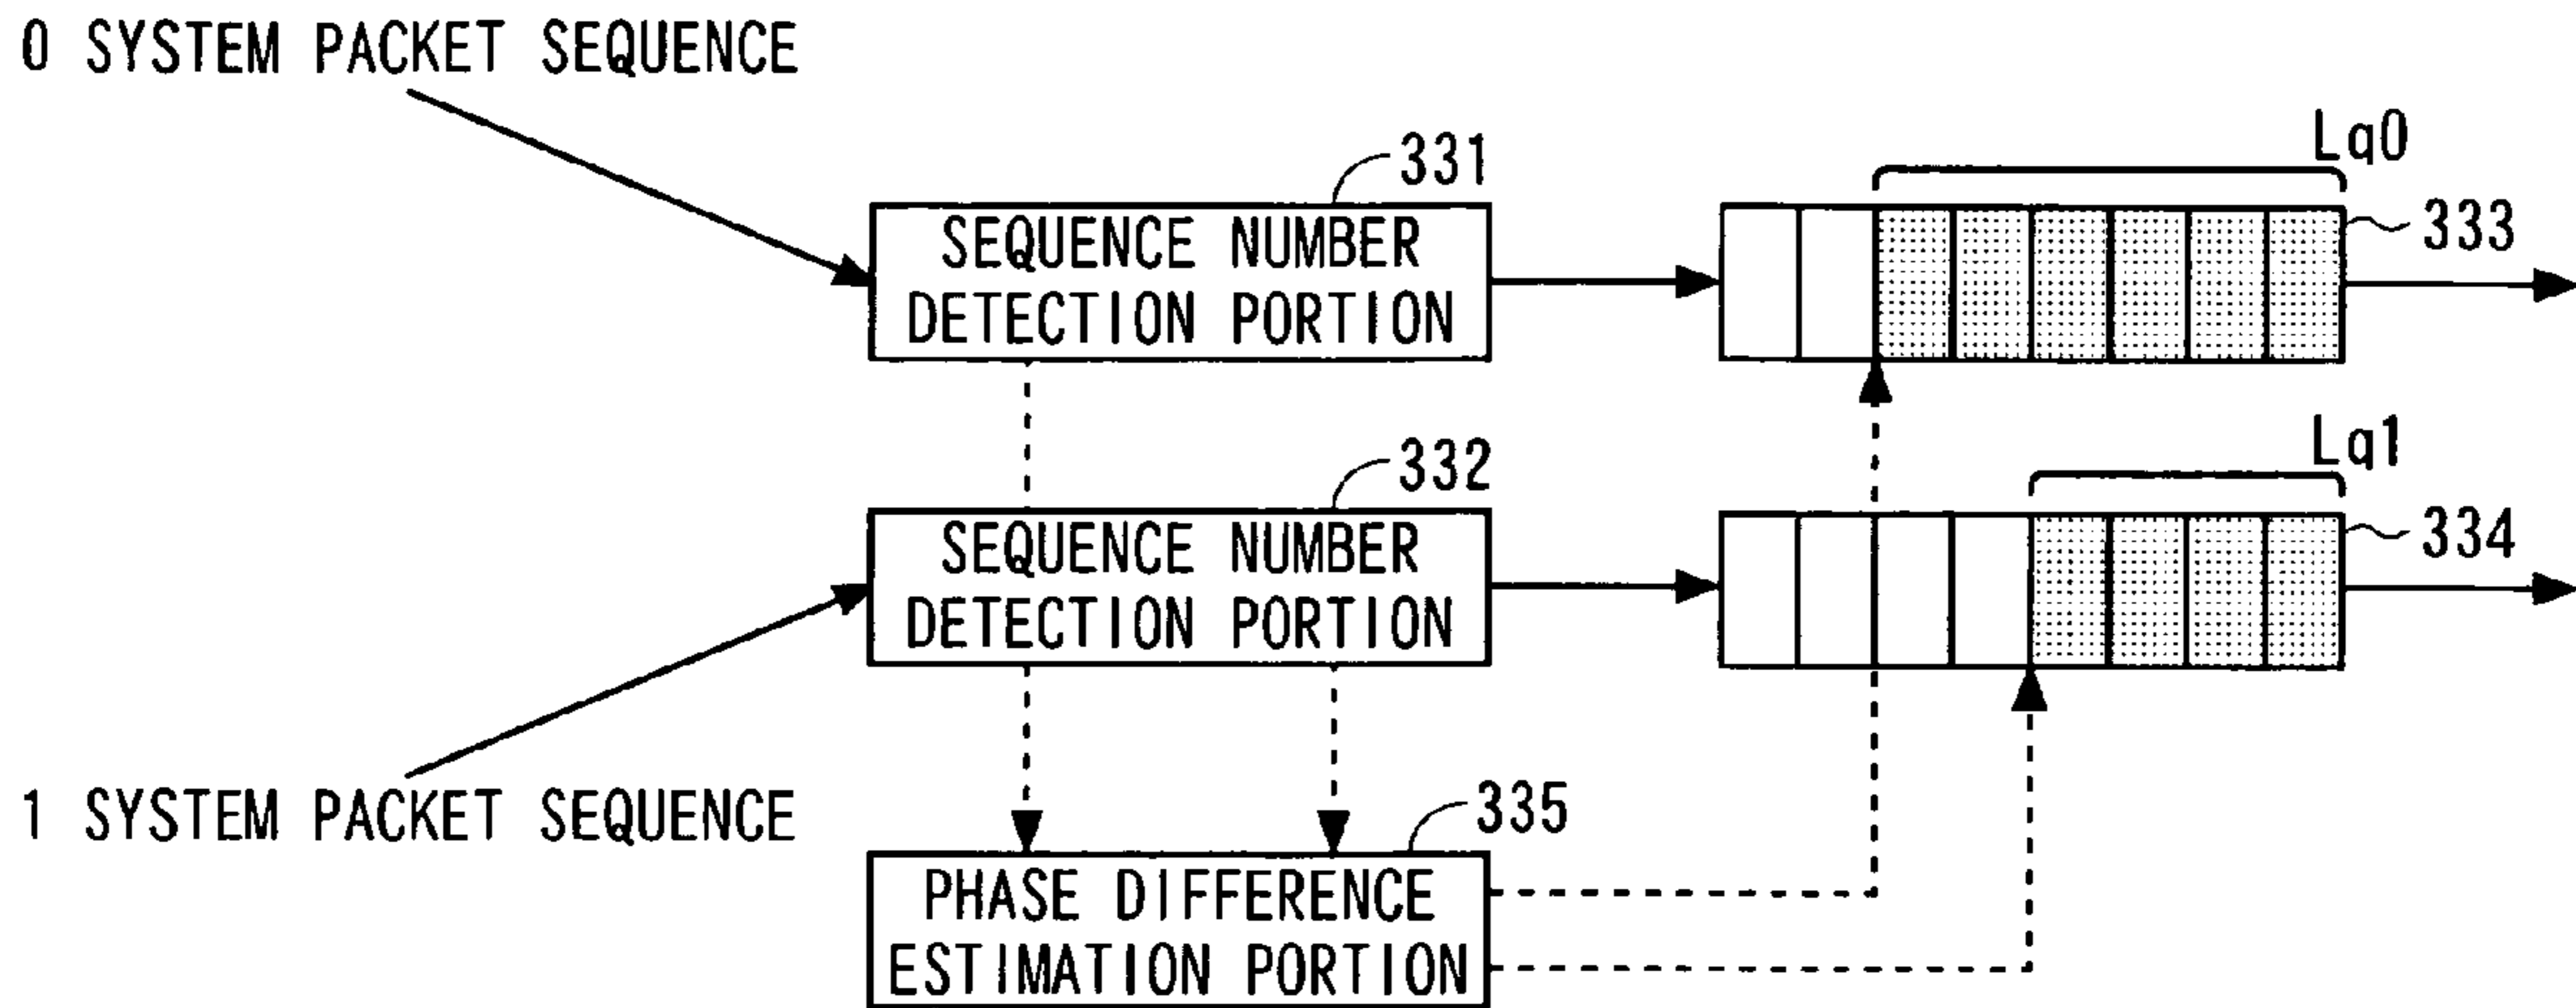 0 SYSTEM PACKET SEQUENCE
Lq0
331
SEQUENCE NUMBER
DETECTION PORTION
333
Lq1
332
SEQUENCE NUMBER
DETECTION PORTION
334
1 SYSTEM PACKET SEQUENCE
335
PHASE DIFFERENCE
ESTIMATION PORTION